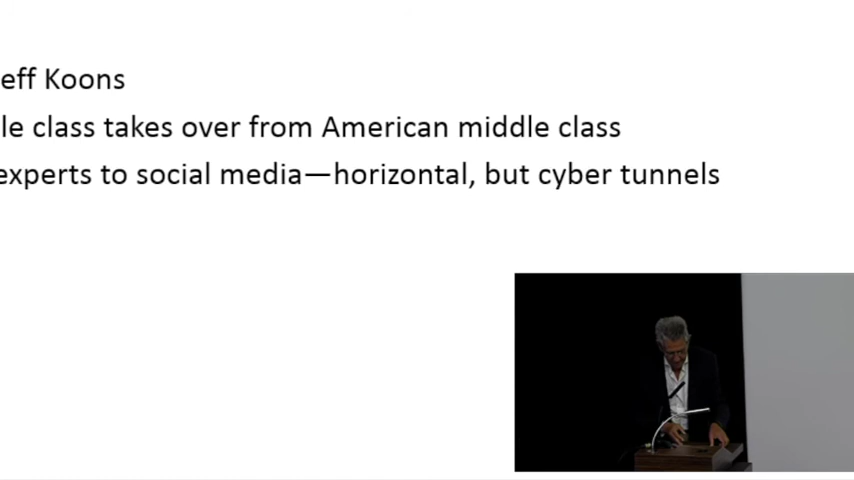 eff Koons
le class takes over from American middle class
experts to social media—horizontal, but cyber tunnels